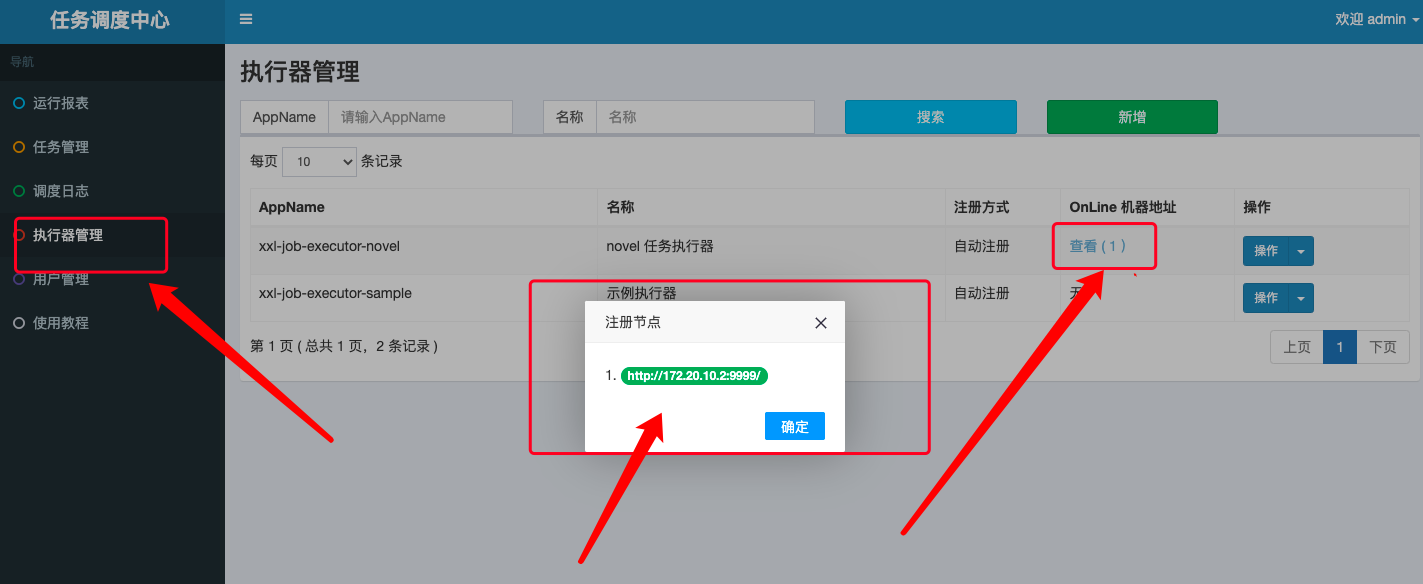 任务调度中心
欢迎 admin
导航
运行报表
任务管理
调度日志
执行器管理
用户管理
使用教程
执行器管理
AppName 请输入AppName 名称 名称 搜索 新增
每页 10 条记录
AppName 名称 注册方式 OnLine 机器地址 操作
xxl-job-executor-novel novel 任务执行器 自动注册 查看 ( 1 ) 操作
xxl-job-executor-sample 示例执行器 自动注册 无 操作
第 1 页 ( 总共 1 页，2 条记录 ) 上页 1 下页
注册节点
1. http://172.20.10.2:9999/
确定